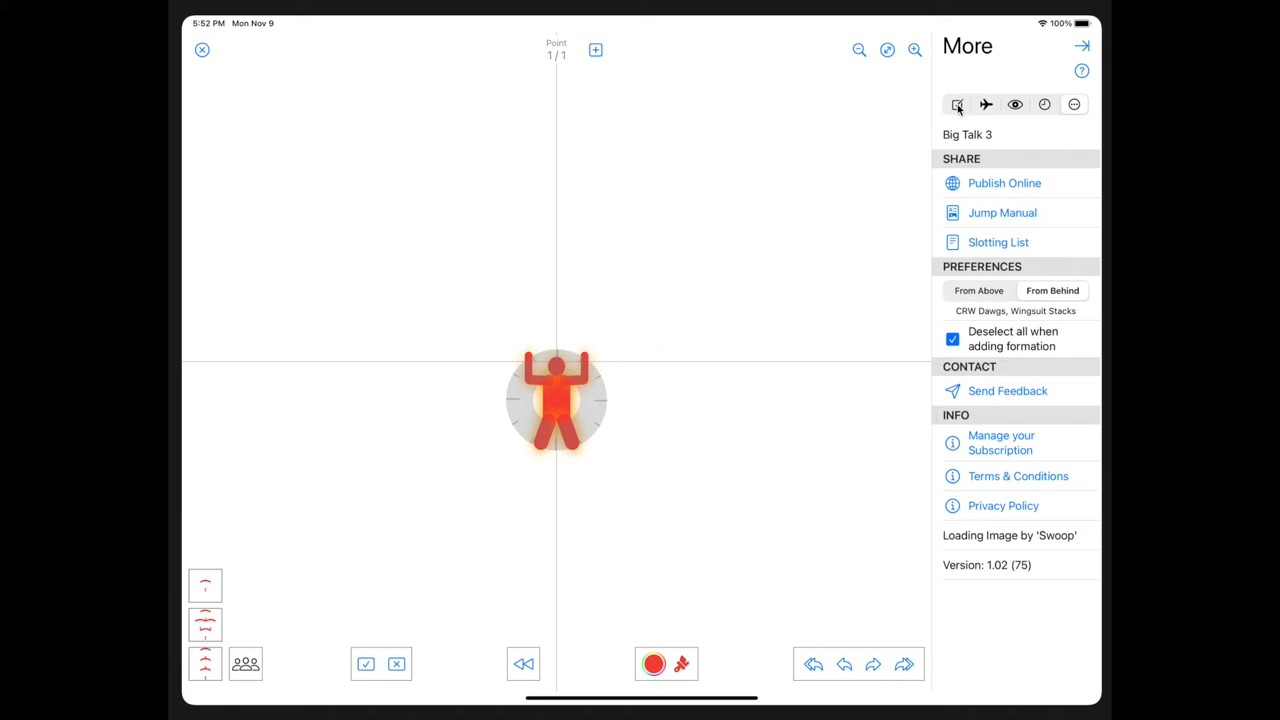 5:52 PM Mon Nov 9
100%
Point
1 / 1
More
Big Talk 3
SHARE
Publish Online
Jump Manual
Slotting List
PREFERENCES
From Above
From Behind
CRW Dawgs, Wingsuit Stacks
Deselect all when
adding formation
CONTACT
Send Feedback
INFO
Manage your
Subscription
Terms & Conditions
Privacy Policy
Loading Image by 'Swoop'
Version: 1.02 (75)